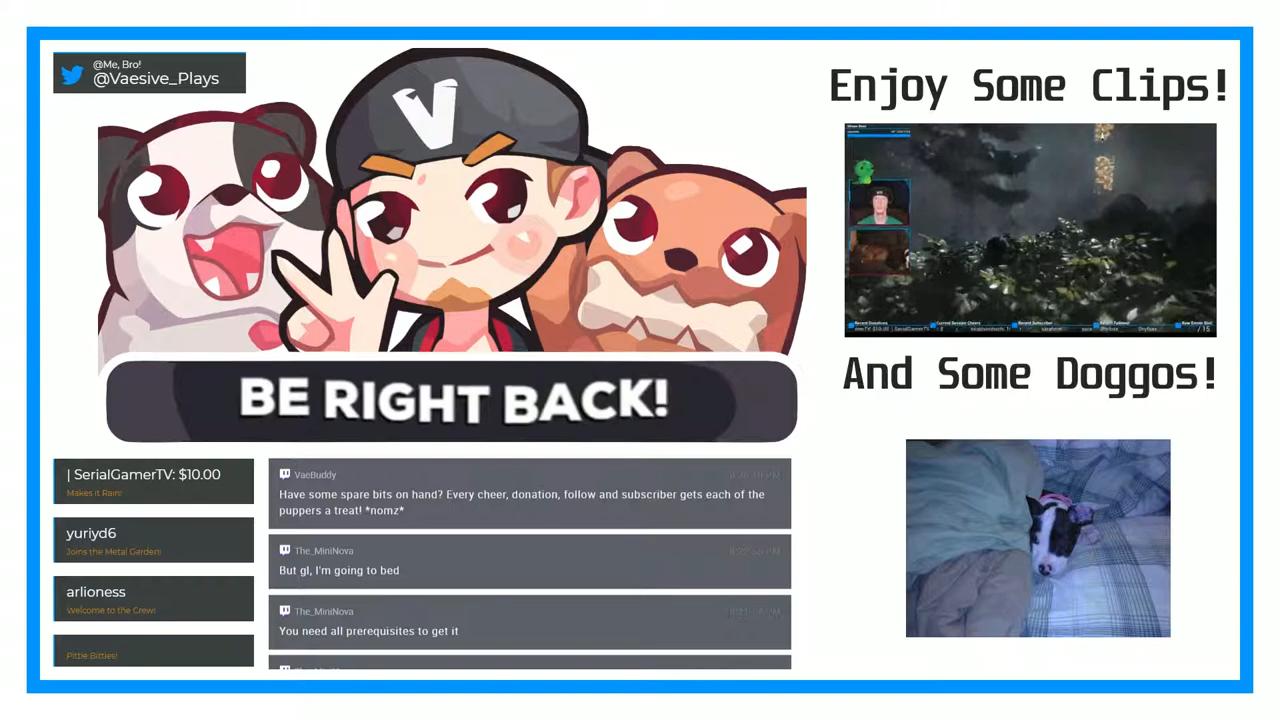 @Me, Bro!
@Vaesive_Plays
V
BE RIGHT BACK!
Enjoy Some Clips!
And Some Doggos!
| SerialGamerTV: $10.00
Makes it Rain!
yuriyd6
Joins the Metal Garden!
arlioness
Welcome to the Crew!
Pittie Bitties!
VaeBuddy
Have some spare bits on hand? Every cheer, donation, follow and subscriber gets each of the
puppers a treat! *nomz*
The_MiniNova
But gl, I'm going to bed
The_MiniNova
You need all prerequisites to get it